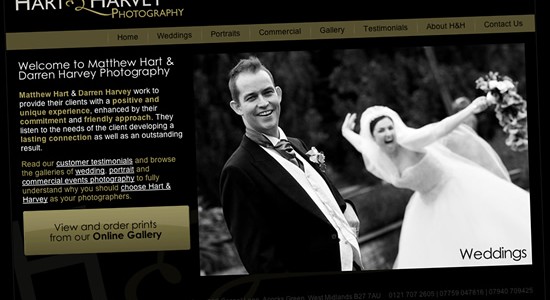 HART & HARVEY
PHOTOGRAPHY
Home Weddings Portraits Commercial Gallery Testimonials About H&H Contact Us
Welcome to Matthew Hart &
Darren Harvey Photography
Matthew Hart & Darren Harvey work to
provide their clients with a positive and
unique experience, enhanced by their
commitment and friendly approach. They
listen to the needs of the client developing a
lasting connection as well as an outstanding
result.
Read our customer testimonials and browse
the galleries of wedding, portrait and
commercial events photography to fully
understand why you should choose Hart &
Harvey as your photographers.
View and order prints
from our Online Gallery
Weddings
Green, West Midlands B27 7AU 0121 707 2605 | 07759 047816 | 07940 709425